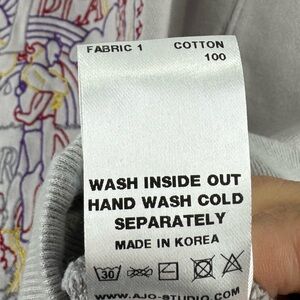 FABRIC 1 COTTON
100
WASH INSIDE OUT
HAND WASH COLD
SEPARATELY
MADE IN KOREA
30
WWW.AJO-STUDIO.COM